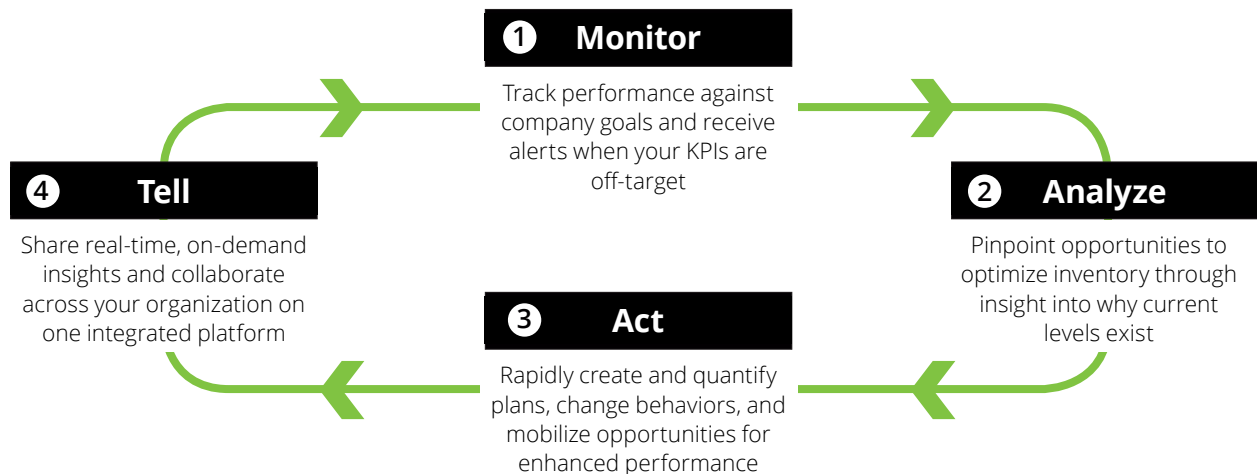 1 Monitor
Track performance against
company goals and receive
alerts when your KPIs are
off-target
2 Analyze
Pinpoint opportunities to
optimize inventory through
insight into why current
levels exist
3 Act
Rapidly create and quantify
plans, change behaviors, and
mobilize opportunities for
enhanced performance
4 Tell
Share real-time, on-demand
insights and collaborate
across your organization on
one integrated platform